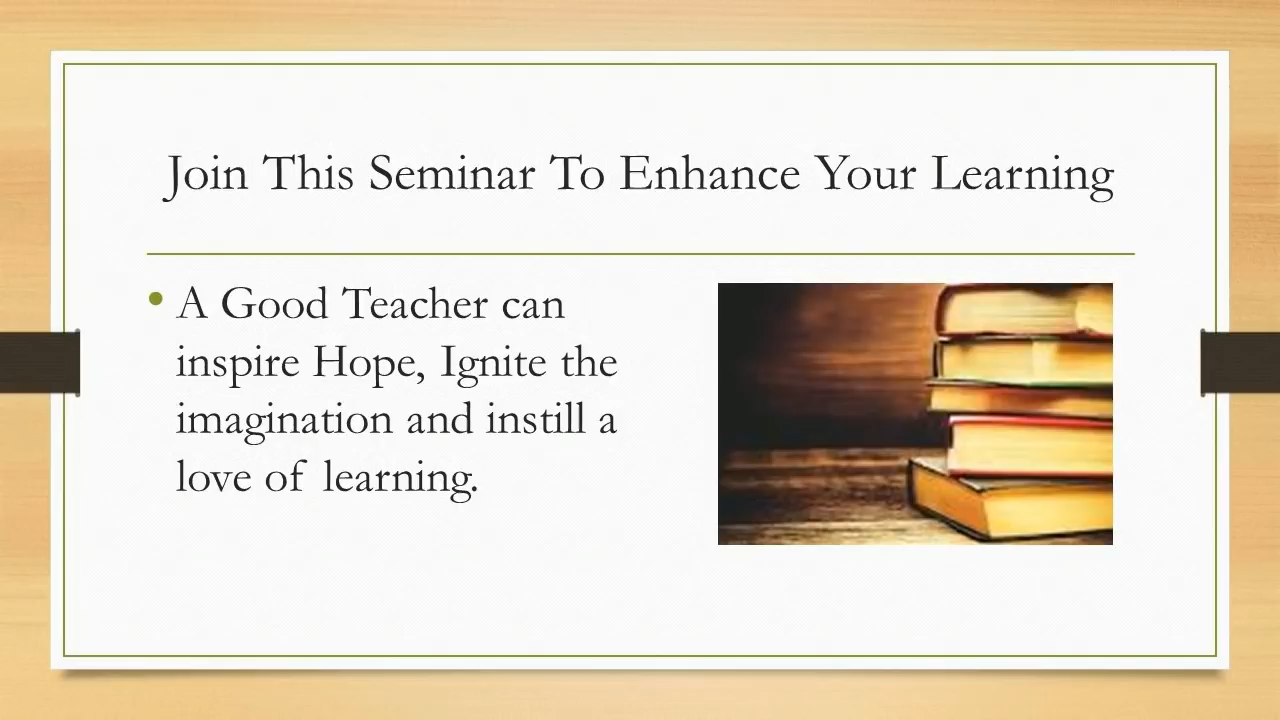 Join This Seminar To Enhance Your Learning
• A Good Teacher can
inspire Hope, Ignite the
imagination and instill a
love of learning.